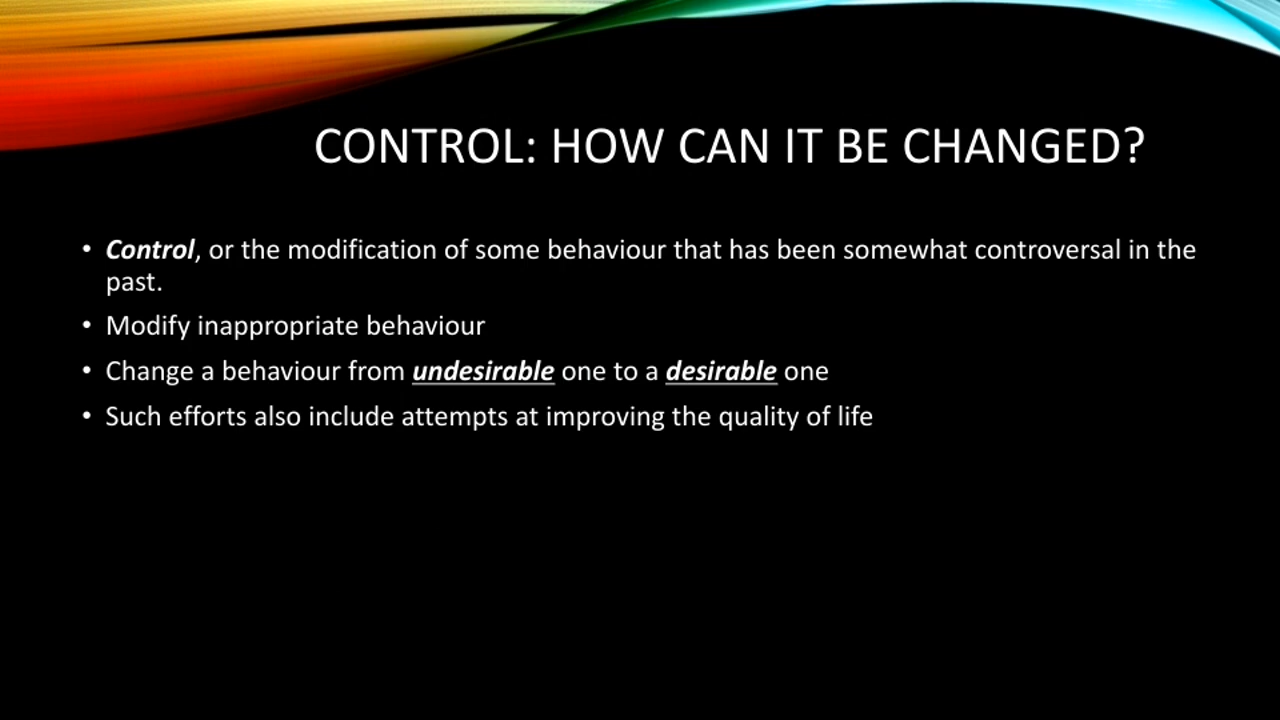 CONTROL: HOW CAN IT BE CHANGED?
• Control, or the modification of some behaviour that has been somewhat controversal in the
past.
• Modify inappropriate behaviour
• Change a behaviour from undesirable one to a desirable one
• Such efforts also include attempts at improving the quality of life